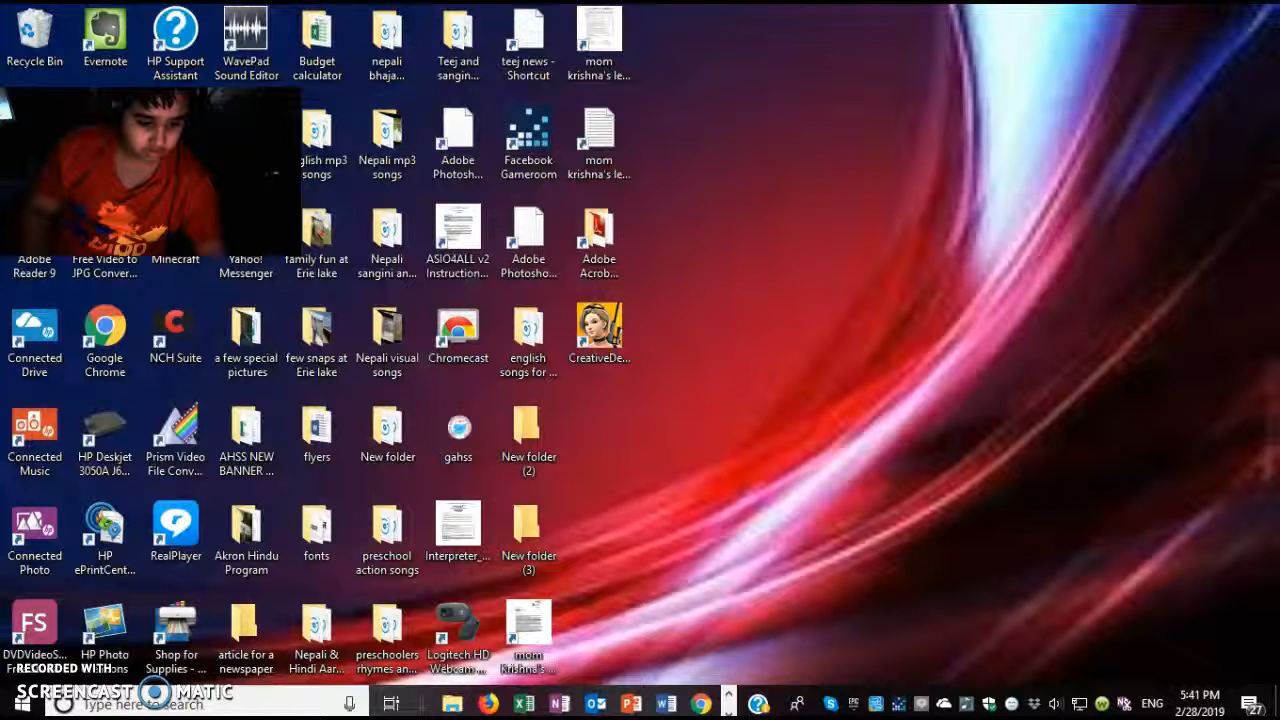 Recycle Bin
Evernote
HP Support
Assistant
WavePad
Sound Editor
Budget
calculator
nepali
bhaja...
Teej and
sangin...
teej news -
Shortcut
mom
krishna's le...
glish mp3
songs
Nepali mp3
songs
Adobe
Photosh...
Facebook
Gameroom
mom
krishna's le...
Adobe
Reader 9
Free Video to
JPG Conver...
Minecraft
Yahoo!
Messenger
family fun at
Erie lake
Nepali
sangini an...
ASIO4ALL v2
Instruction...
Adobe
Photosho...
Adobe
Acrob...
Connected
Drive
Google
Chrome
NCH Suite
a few special
pictures
few snaps at
Erie lake
Nepali visual
songs
Chromecast
english
songs for ...
CreativeDe...
Connected
Music
HP Deskjet
3050A J6...
Prism Video
File Conv...
AHSS NEW
BANNER ...
flyers
New folder
gahss
New folder
(2)
Connected
Photo
HP
ePrintCent...
RealPlayer
Akron Hindu
Program
fonts
preschool
action songs
Interpreter_...
New folder
(3)
FS
DVDVideoS...
HP Photo
Shop for
Supplies - ...
article for a
newspaper
Nepali &
Hindi Aar...
preschoolers
rhymes an...
Logitech HD
Webcam ...
mom
Krishna's ...
RECORDED WITH
SCREENCAST MATIC
Type here to search
ENG
5:41 PM
2/28/2019
27